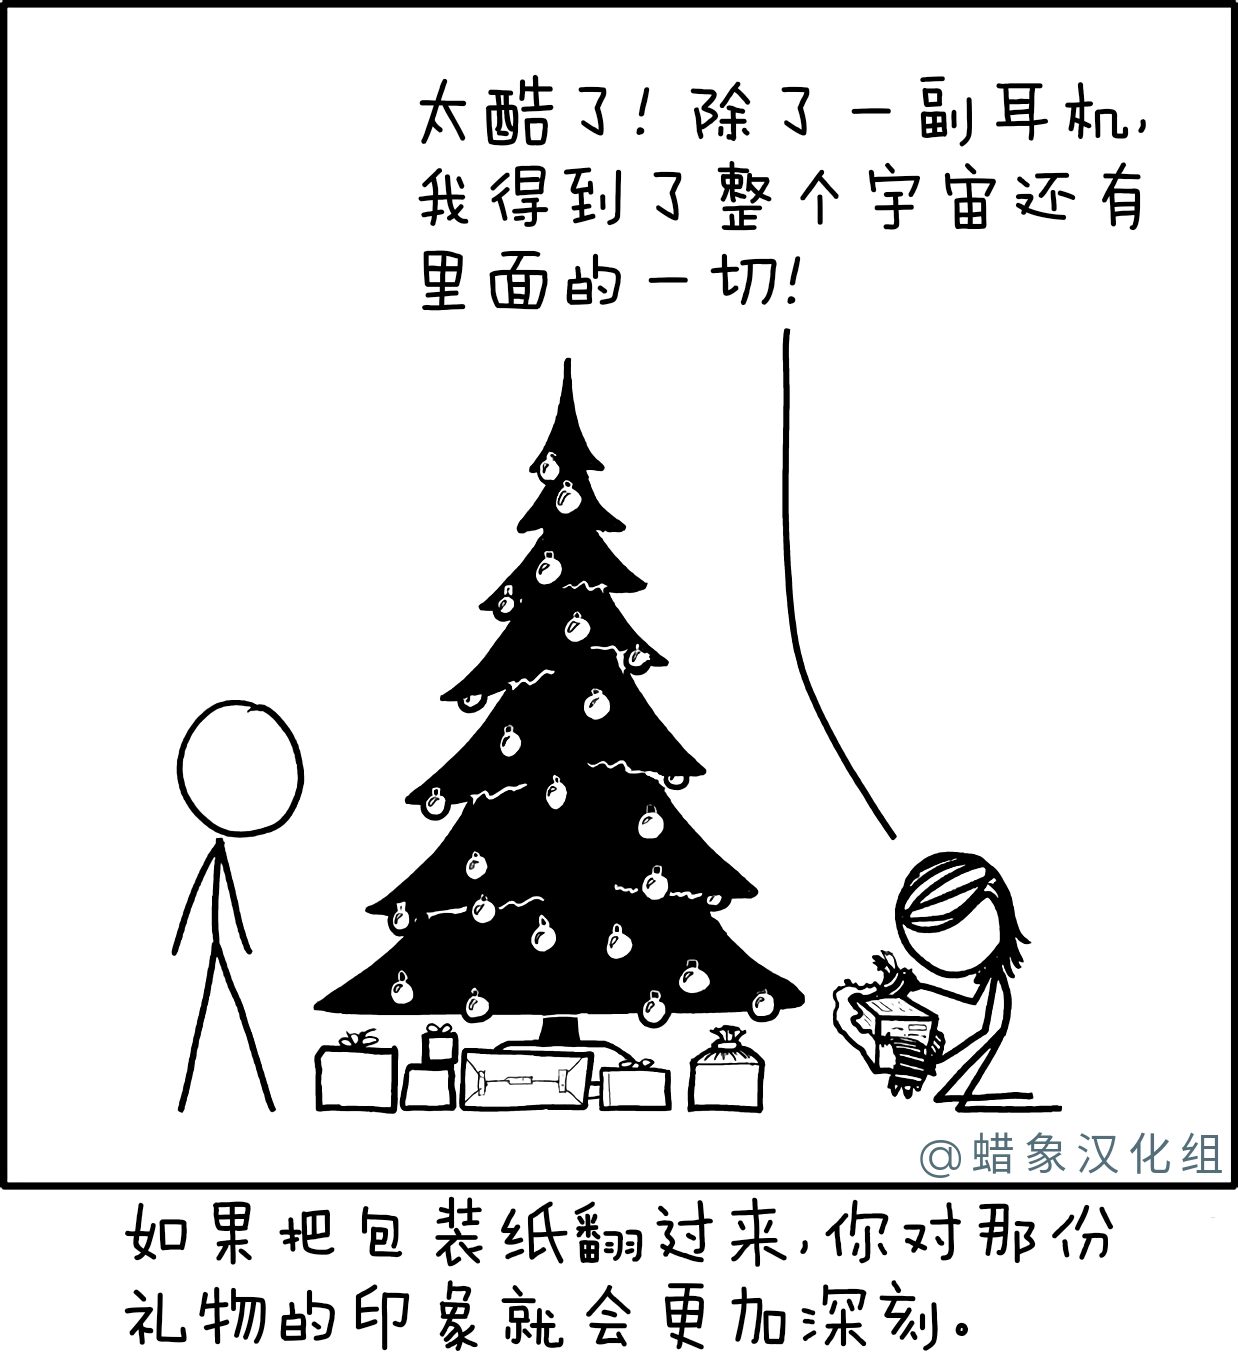 太酷了！除了一副耳机，
我得到了整个宇宙还有
里面的一切！
@蜡象汉化组
如果把包装纸翻过来，你对那份
礼物的印象就会更加深刻。